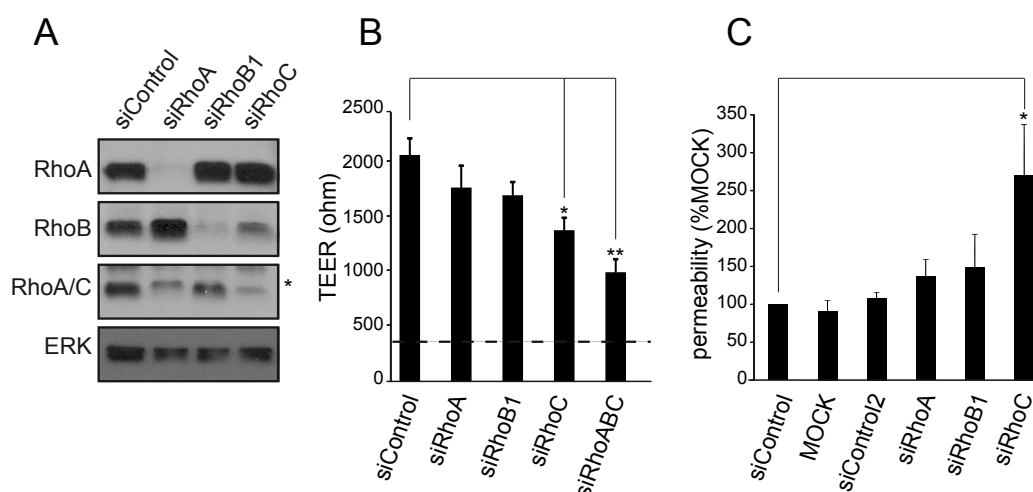 A
siControl
siRhoA
siRhoB1
siRhoC
RhoA
RhoB
RhoA/C
*
ERK
B
TEER (ohm)
2500
2000
1500
1000
500
0
*
**
siControl
siRhoA
siRhoB1
siRhoC
siRhoABC
C
permeability (%MOCK)
350
300
250
200
150
100
50
0
*
siControl
MOCK
siControl2
siRhoA
siRhoB1
siRhoC